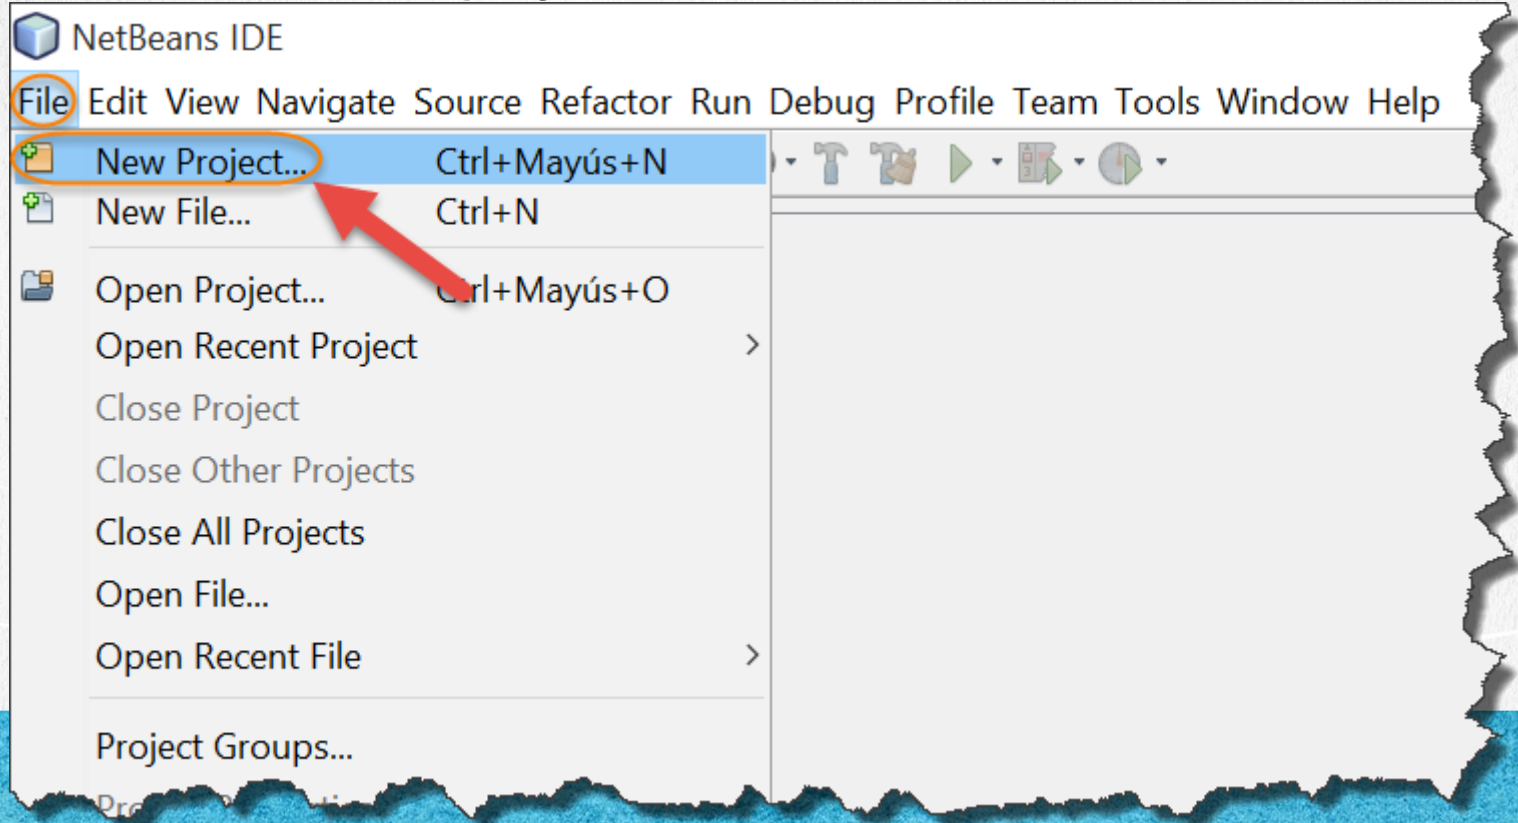 NetBeans IDE
File Edit View Navigate Source Refactor Run Debug Profile Team Tools Window Help
New Project... Ctrl+Mayús+N
New File... Ctrl+N
Open Project... Ctrl+Mayús+O
Open Recent Project
Close Project
Close Other Projects
Close All Projects
Open File...
Open Recent File
Project Groups...